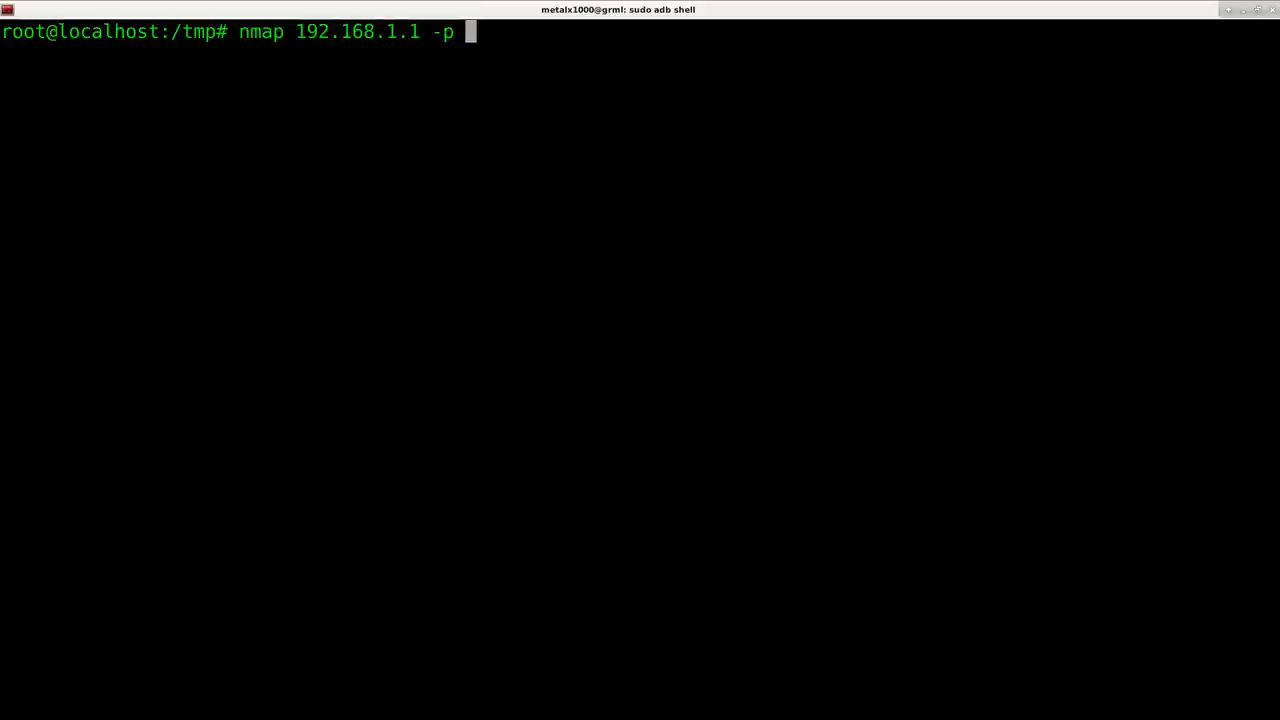 metalx1000@grml: sudo adb shell
root@localhost:/tmp# nmap 192.168.1.1 -p